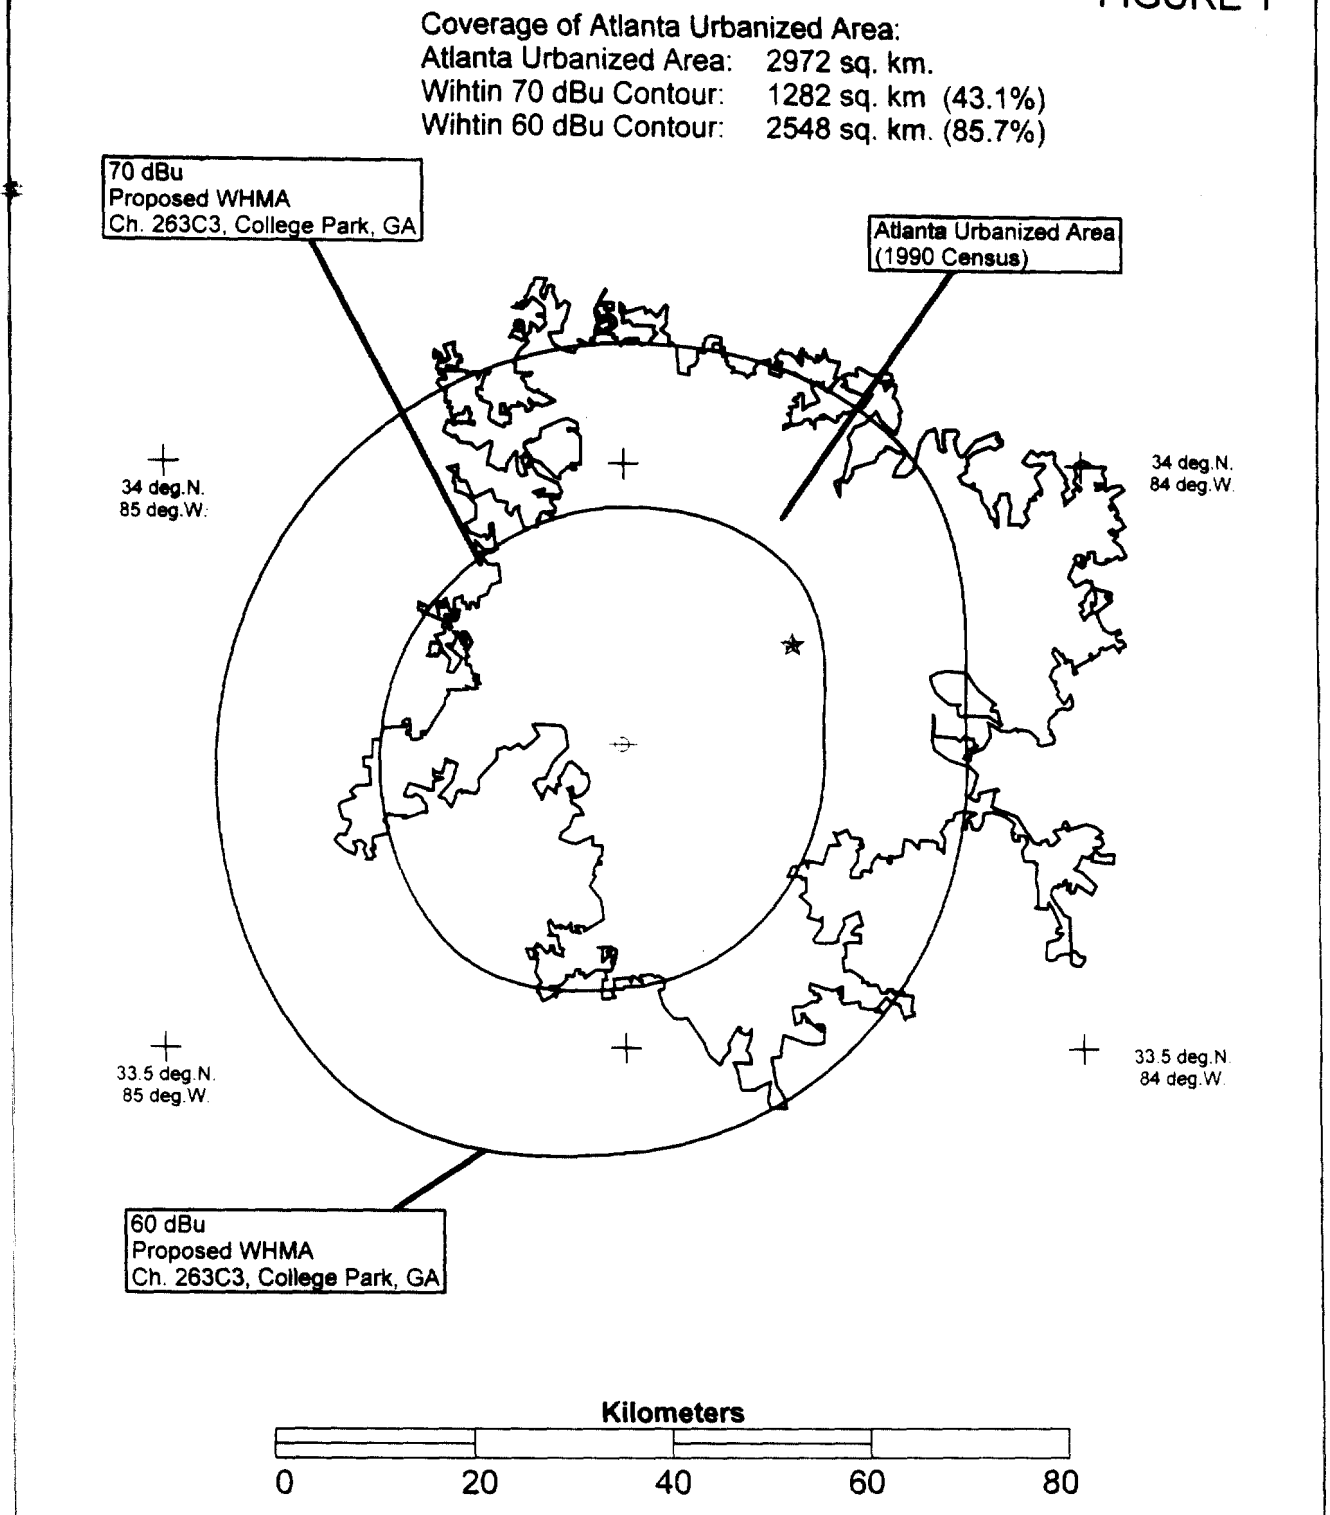 FIGURE 1
Coverage of Atlanta Urbanized Area:
Atlanta Urbanized Area: 2972 sq. km.
Wihtin 70 dBu Contour: 1282 sq. km (43.1%)
Wihtin 60 dBu Contour: 2548 sq. km. (85.7%)
70 dBu
Proposed WHMA
Ch. 263C3, College Park, GA
Atlanta Urbanized Area
(1990 Census)
34 deg.N.
85 deg.W.
34 deg.N.
84 deg.W.
33.5 deg.N.
85 deg.W.
33.5 deg.N.
84 deg.W.
60 dBu
Proposed WHMA
Ch. 263C3, College Park, GA
Kilometers
0 20 40 60 80